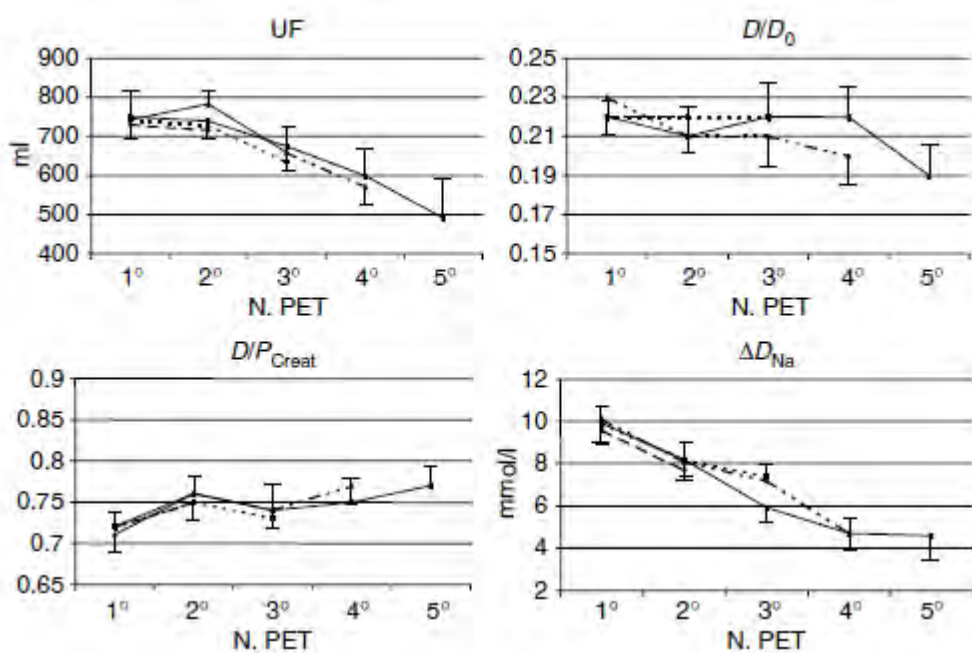 UF
900
800
700
600
500
400
ml
1° 2° 3° 4° 5°
N. PET
D/D0
0.25
0.23
0.21
0.19
0.17
0.15
1° 2° 3° 4° 5°
N. PET
D/PCreat
0.9
0.85
0.8
0.75
0.7
0.65
1° 2° 3° 4° 5°
N. PET
ΔDNa
12
10
8
6
4
2
mmol/l
1° 2° 3° 4° 5°
N. PET